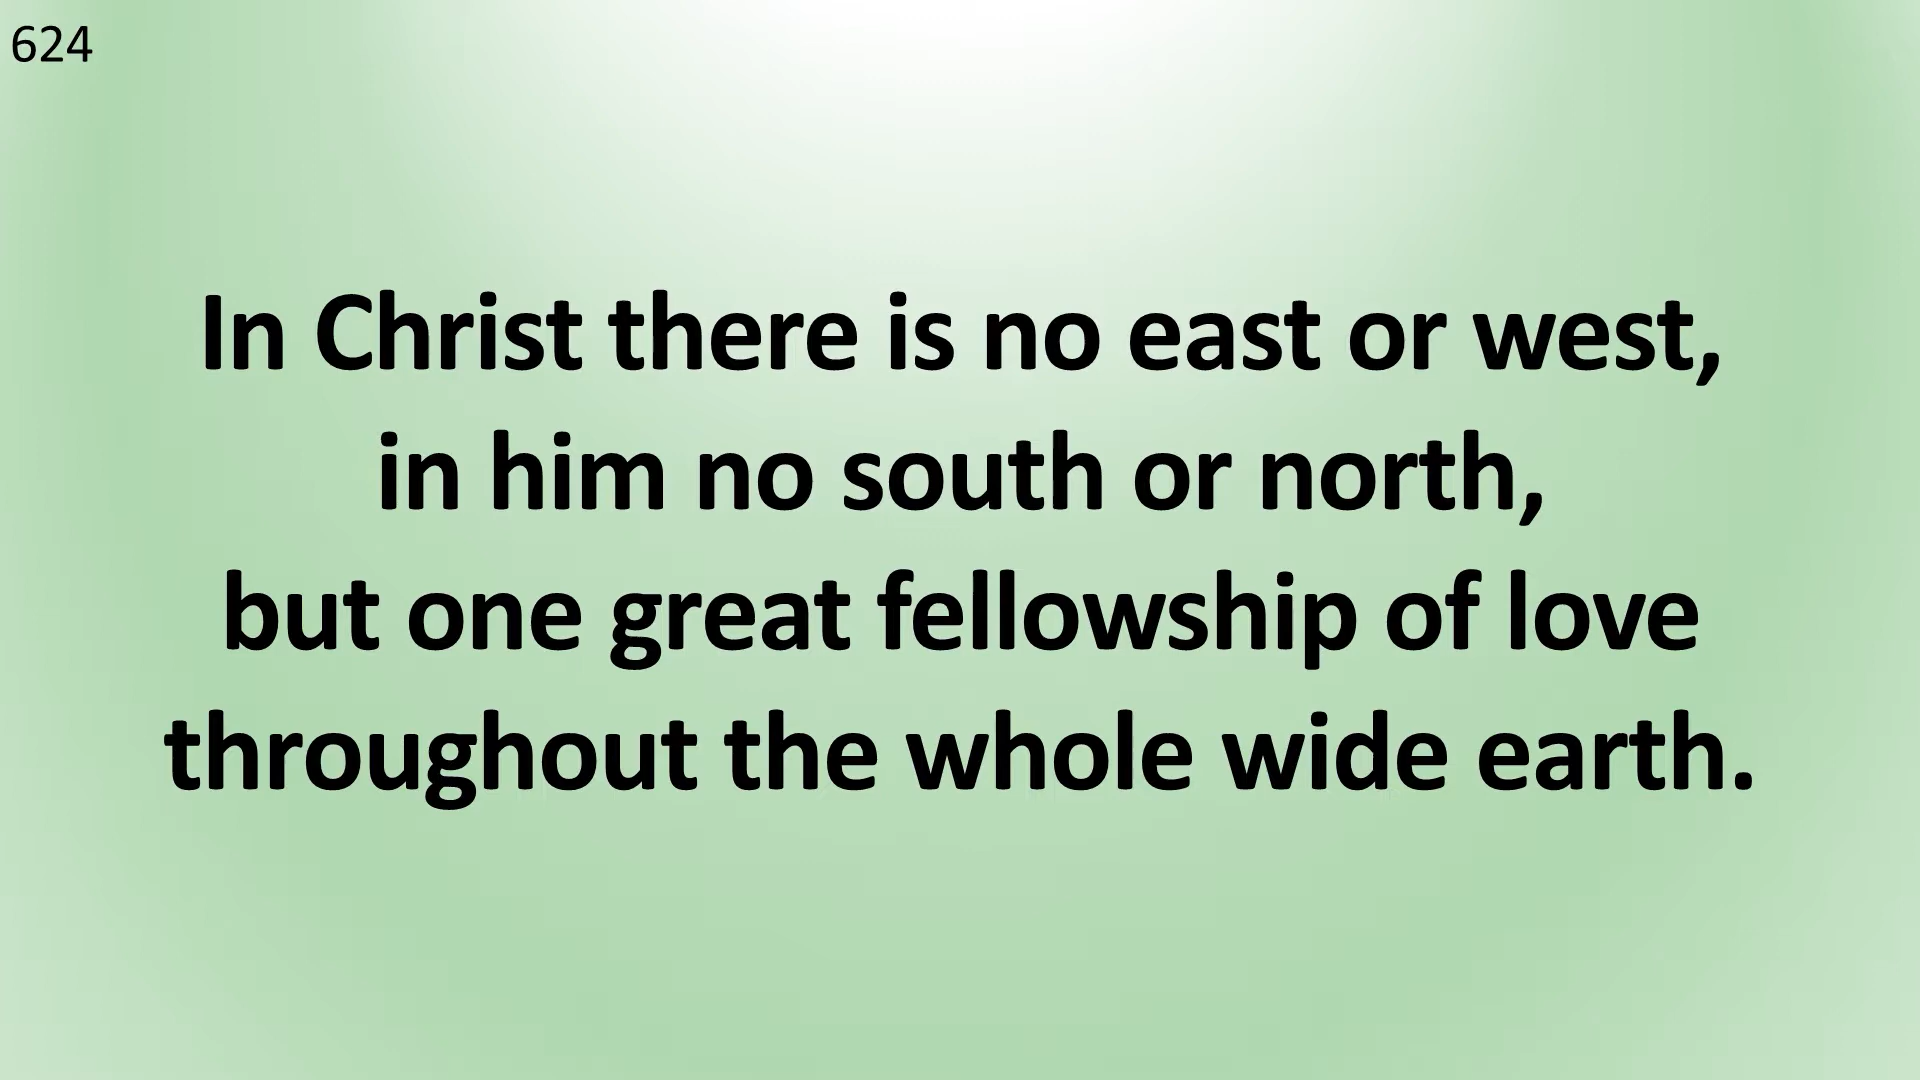 624
In Christ there is no east or west,
in him no south or north,
but one great fellowship of love
throughout the whole wide earth.